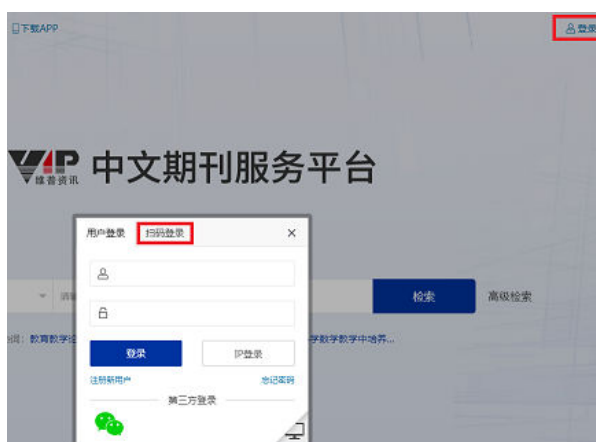 下载APP
登录
VIP
维普资讯
中文期刊服务平台
用户登录 扫码登录
检索
高级检索
登录
IP登录
注册新用户
忘记密码
第三方登录